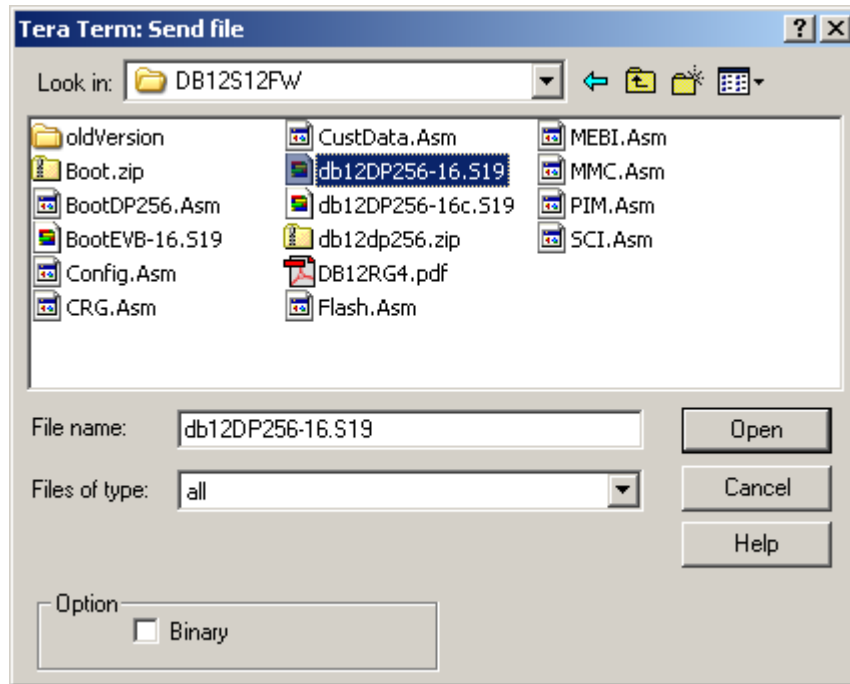 Tera Term: Send file
Look in: DB12S12FW
oldVersion CustData.Asm MEBI.Asm
Boot.zip db12DP256-16.S19 MMC.Asm
BootDP256.Asm db12DP256-16c.S19 PIM.Asm
BootEVB-16.S19 db12dp256.zip SCI.Asm
Config.Asm DB12RG4.pdf
CRG.Asm Flash.Asm
File name: db12DP256-16.S19 Open
Files of type: all Cancel
Help
Option
Binary